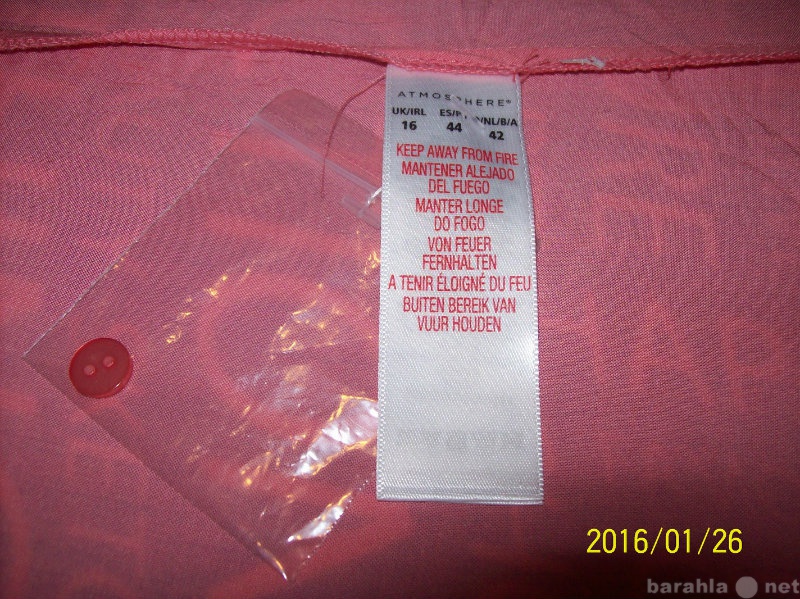 ATMOSPHERE®
UK/IRL ES/P
16 44 42
KEEP AWAY FROM FIRE
MANTENER ALEJADO
DEL FUEGO
MANTER LONGE
DO FOGO
VON FEUER
FERNHALTEN
A TENIR ÉLOIGNÉ DU FEU
BUITEN BEREIK VAN
VUUR HOUDEN
2016/01/26
barahla net